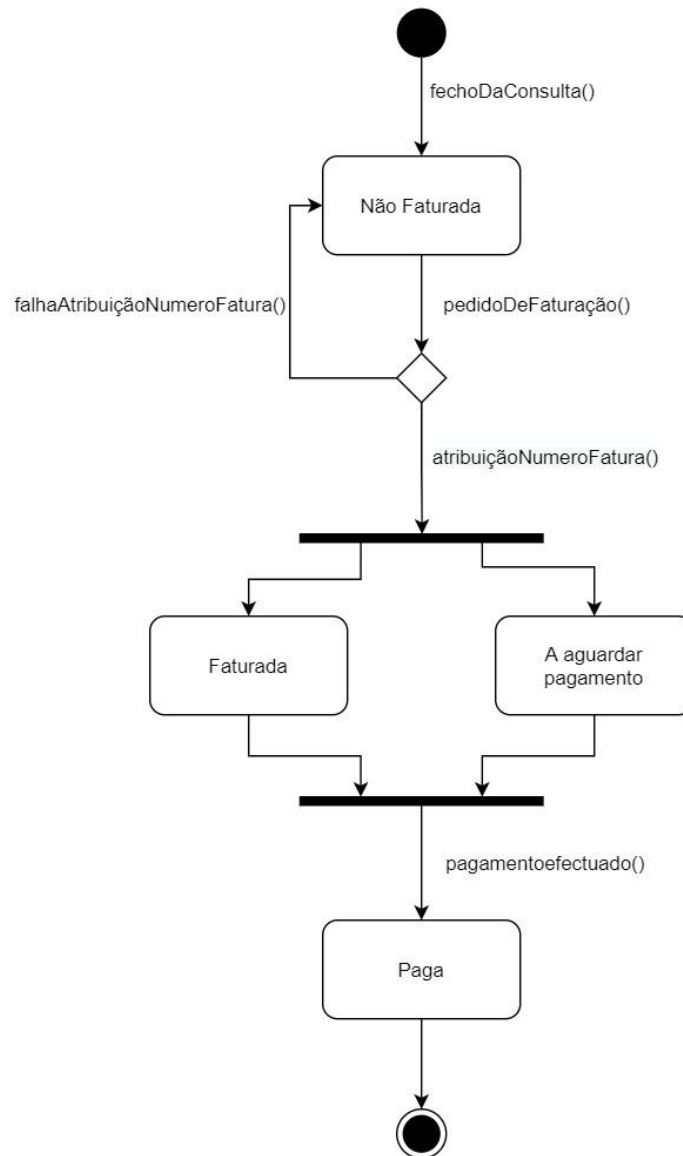 fechoDaConsulta()
Não Faturada
falhaAtribuiçãoNumeroFatura()
pedidoDeFaturação()
atribuiçãoNumeroFatura()
Faturada
A aguardar
pagamento
pagamentoefectuado()
Paga